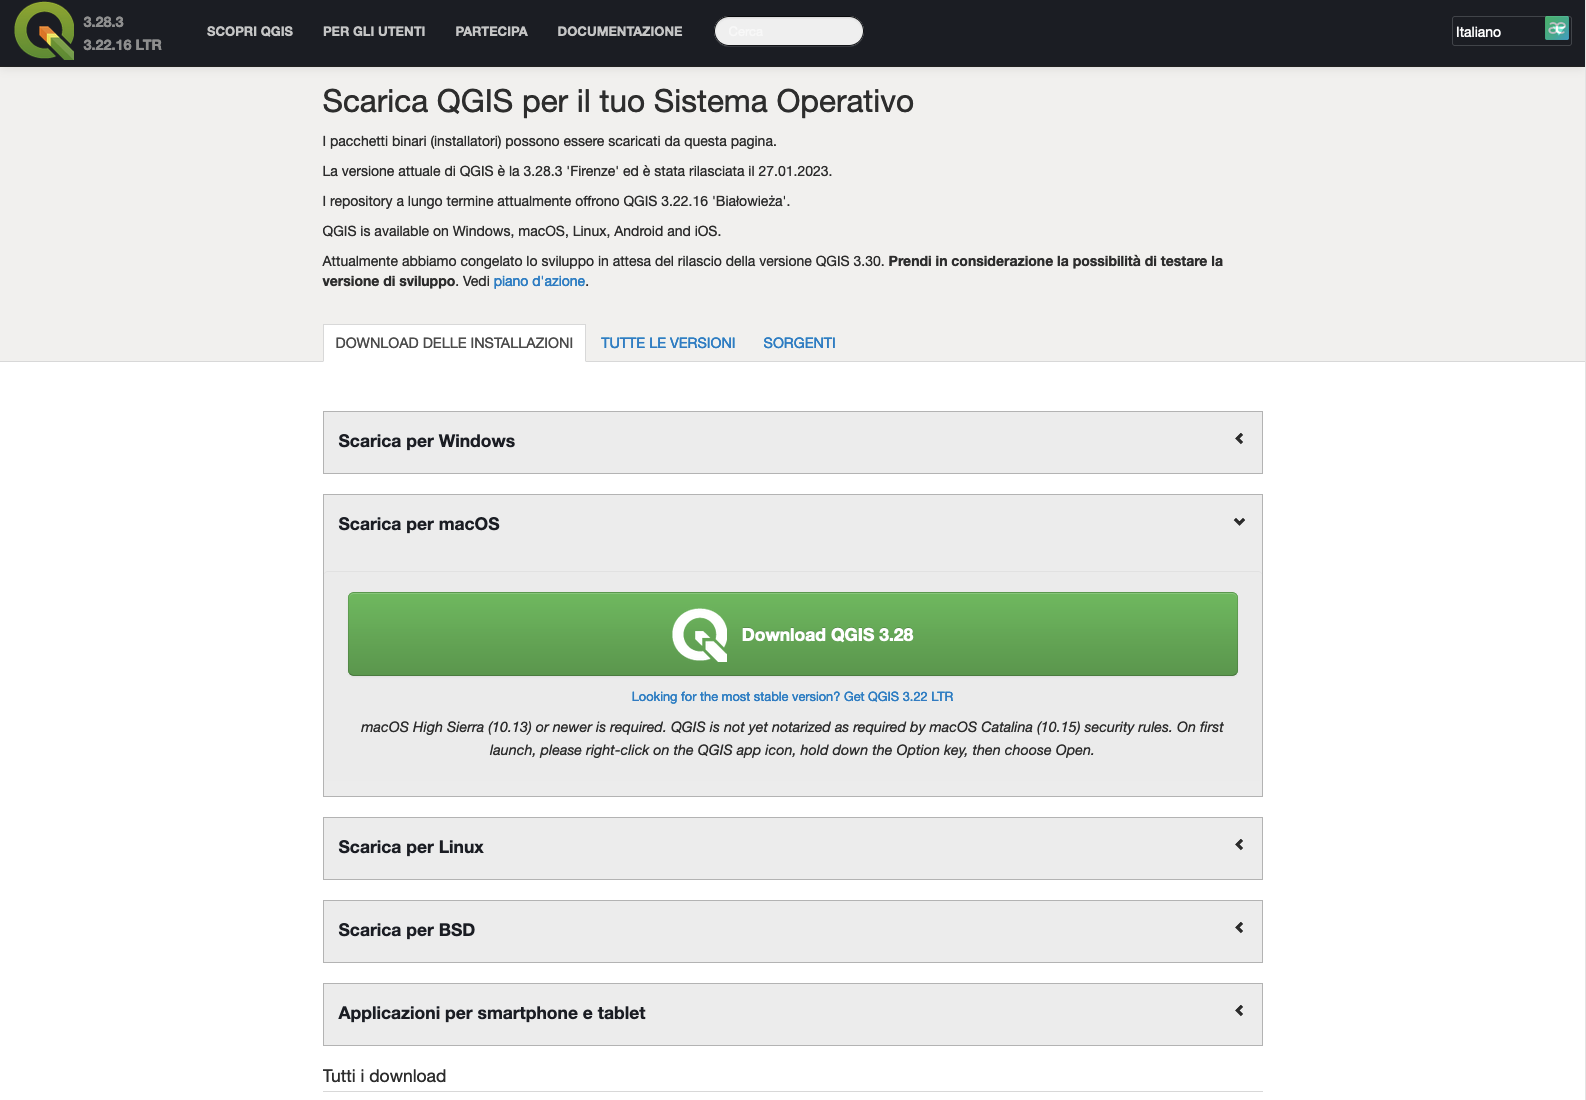 3.28.3
3.22.16 LTR
SCOPRI QGIS
PER GLI UTENTI
PARTECIPA
DOCUMENTAZIONE
Cerca
Italiano
Scarica QGIS per il tuo Sistema Operativo
I pacchetti binari (installatori) possono essere scaricati da questa pagina.
La versione attuale di QGIS è la 3.28.3 'Firenze' ed è stata rilasciata il 27.01.2023.
I repository a lungo termine attualmente offrono QGIS 3.22.16 'Białowieża'.
QGIS is available on Windows, macOS, Linux, Android and iOS.
Attualmente abbiamo congelato lo sviluppo in attesa del rilascio della versione QGIS 3.30. Prendi in considerazione la possibilità di testare la
versione di sviluppo. Vedi piano d'azione.
DOWNLOAD DELLE INSTALLAZIONI
TUTTE LE VERSIONI
SORGENTI
Scarica per Windows
Scarica per macOS
Download QGIS 3.28
Looking for the most stable version? Get QGIS 3.22 LTR
macOS High Sierra (10.13) or newer is required. QGIS is not yet notarized as required by macOS Catalina (10.15) security rules. On first
launch, please right-click on the QGIS app icon, hold down the Option key, then choose Open.
Scarica per Linux
Scarica per BSD
Applicazioni per smartphone e tablet
Tutti i download